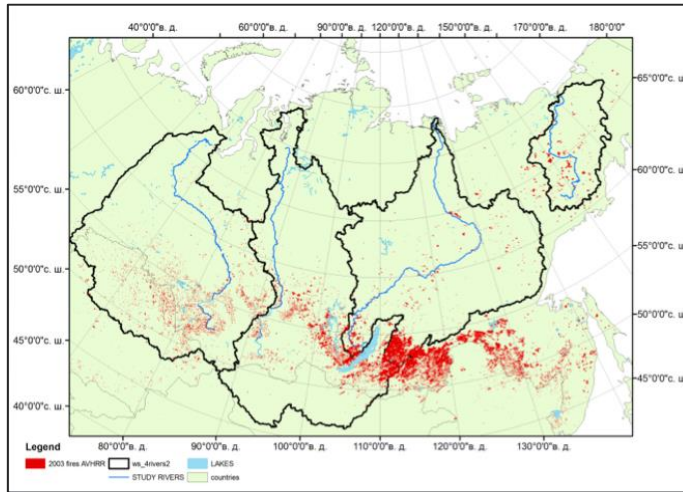 40°0'0"в. д. 60°0'0"в. д. 90°0'0"в. д. 120°0'0"в. д. 150°0'0"в. д. 170°0'0"в. д. 180°0'0"
60°0'0"с. ш. 65°0'0"с. ш.
55°0'0"с. ш. 60°0'0"с. ш.
50°0'0"с. ш. 55°0'0"с. ш.
45°0'0"с. ш. 50°0'0"с. ш.
40°0'0"с. ш. 45°0'0"с. ш.
80°0'0"в. д. 90°0'0"в. д. 100°0'0"в. д. 110°0'0"в. д. 120°0'0"в. д. 130°0'0"в. д.
Legend
2003 fires AVHRR ws_4rivers2 LAKES
STUDY RIVERS countries